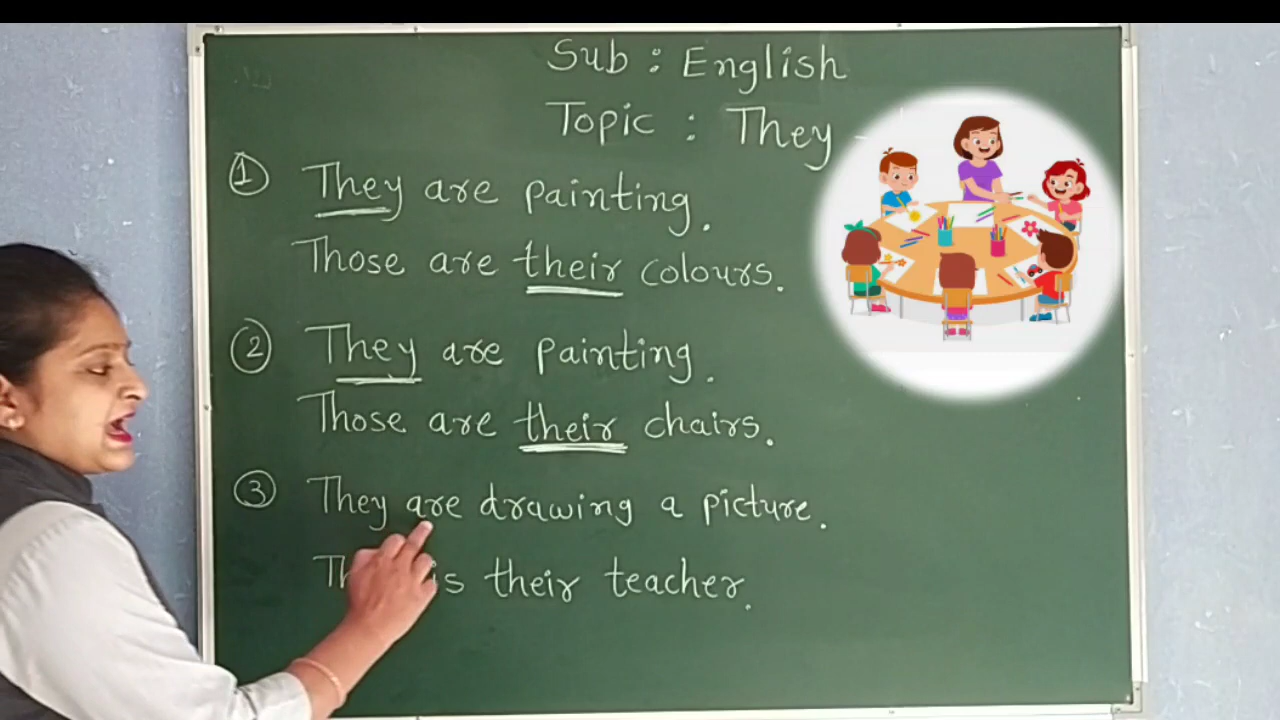 Sub : English
Topic : They
① They are painting.
Those are their colours.
② They are painting.
Those are their chairs.
③ They are drawing a picture.
is their teacher.